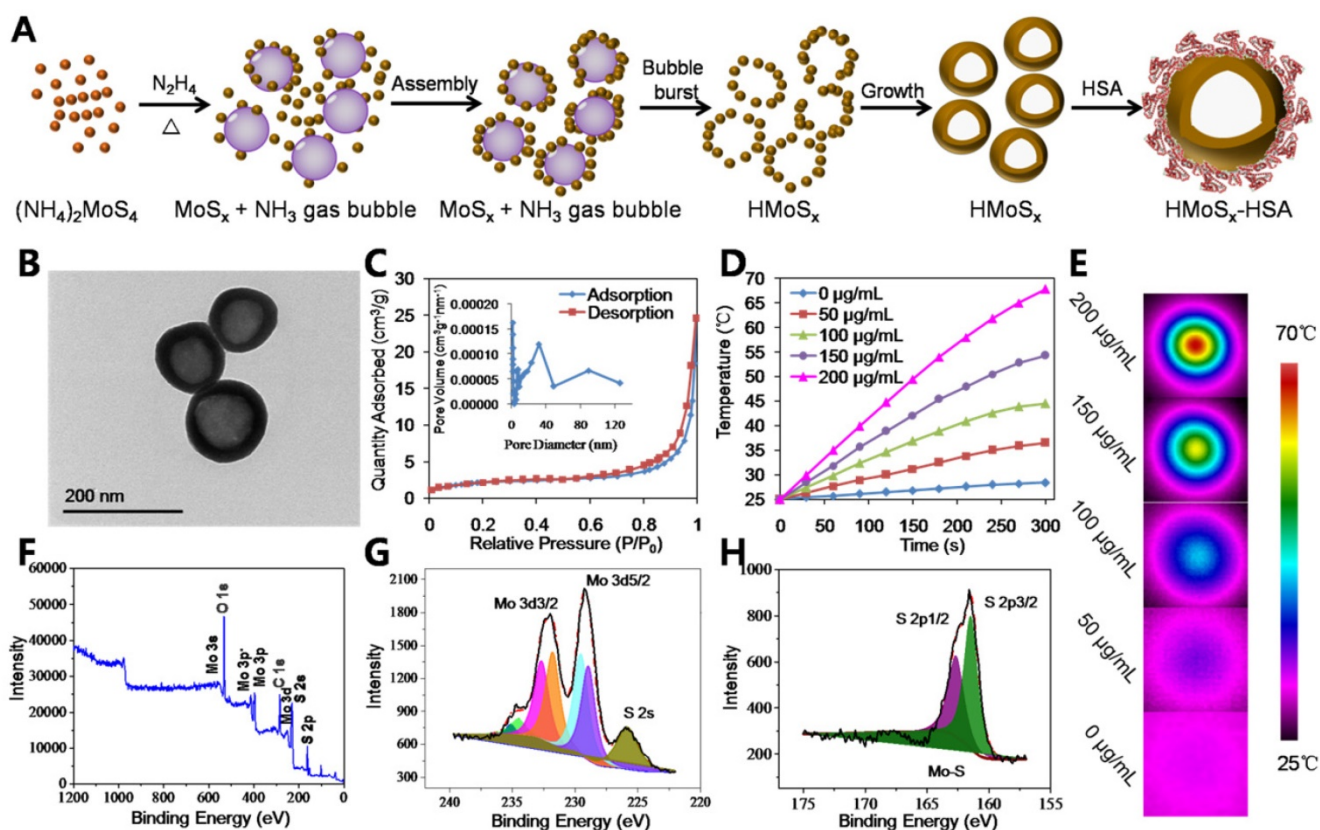 A
N₂H₄
△
Assembly
Bubble
burst
Growth
HSA
(NH₄)₂MoS₄
MoSₓ + NH₃ gas bubble
MoSₓ + NH₃ gas bubble
HMoSₓ
HMoSₓ
HMoSₓ-HSA
B
200 nm
C
Quantity Adsorbed (cm³/g)
30
25
20
15
10
5
0
0 0.2 0.4 0.6 0.8 1
Relative Pressure (P/P₀)
Adsorption
Desorption
Pore Volume (cm³g⁻¹nm⁻¹)
0.00020
0.00015
0.00010
0.00005
0.00000
0 40 80 120
Pore Diameter (nm)
D
Temperature (℃)
70
65
60
55
50
45
40
35
30
25
0 50 100 150 200 250 300
Time (s)
0 µg/mL
50 µg/mL
100 µg/mL
150 µg/mL
200 µg/mL
E
200 µg/mL
150 µg/mL
100 µg/mL
50 µg/mL
0 µg/mL
70℃
25℃
F
Intensity
60000
50000
40000
30000
20000
10000
0
1200 1000 800 600 400 200 0
Binding Energy (eV)
Mo 3s
O 1s
Mo 3p
Mo 3p
C 1s
Mo 3d
S 2s
S 2p
G
Intensity
2100
1800
1500
1200
900
600
300
240 235 230 225 220
Binding Energy (eV)
Mo 3d3/2
Mo 3d5/2
S 2s
H
Intensity
1000
800
600
400
200
175 170 165 160 155
Binding Energy (eV)
S 2p1/2
S 2p3/2
Mo-S